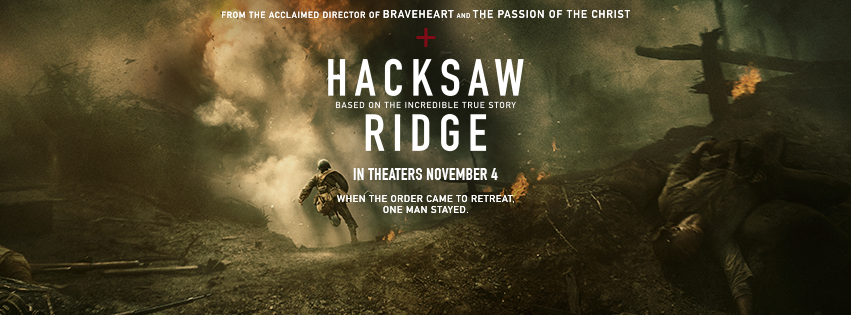 FROM THE ACCLAIMED DIRECTOR OF BRAVEHEART AND THE PASSION OF THE CHRIST
HACKSAW
BASED ON THE INCREDIBLE TRUE STORY
RIDGE
IN THEATERS NOVEMBER 4
WHEN THE ORDER CAME TO RETREAT,
ONE MAN STAYED.